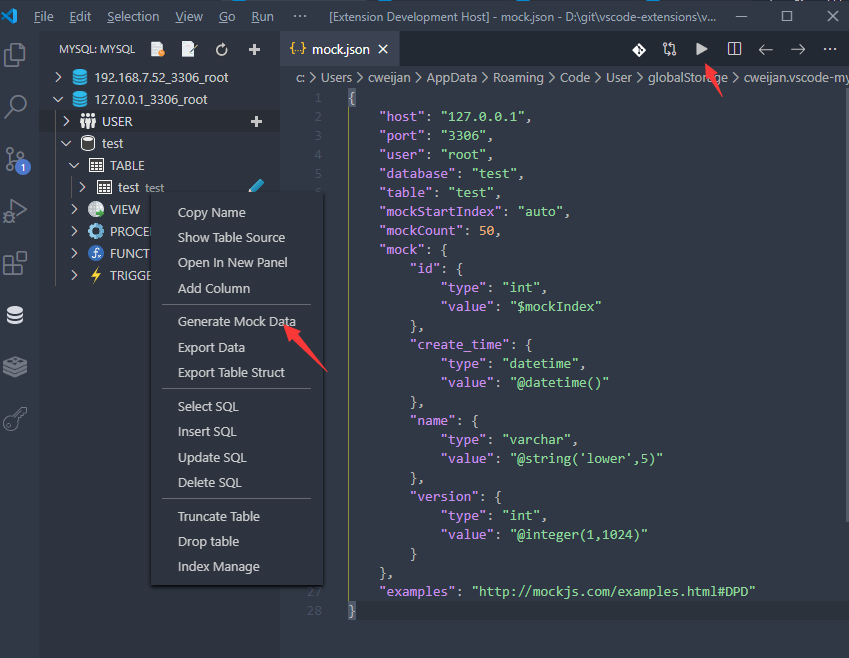 File Edit Selection View Go Run ··· [Extension Development Host] - mock.json - D:\git\vscode-extensions\v...
MYSQL: MYSQL
mock.json
c: > Users > cweijan > AppData > Roaming > Code > User > globalStorage > cweijan.vscode-my
192.168.7.52_3306_root
127.0.0.1_3306_root
USER
test
TABLE
test test
VIEW
PROCE
FUNCT
TRIGGE
1
Copy Name
Show Table Source
Open In New Panel
Add Column
Generate Mock Data
Export Data
Export Table Struct
Select SQL
Insert SQL
Update SQL
Delete SQL
Truncate Table
Drop table
Index Manage
1 {
2 "host": "127.0.0.1",
3 "port": "3306",
4 "user": "root",
5 "database": "test",
"table": "test",
"mockStartIndex": "auto",
"mockCount": 50,
"mock": {
"id": {
"type": "int",
"value": "$mockIndex"
},
"create_time": {
"type": "datetime",
"value": "@datetime()"
},
"name": {
"type": "varchar",
"value": "@string('lower',5)"
},
"version": {
"type": "int",
"value": "@integer(1,1024)"
}
},
27 "examples": "http://mockjs.com/examples.html#DPD"
28 }